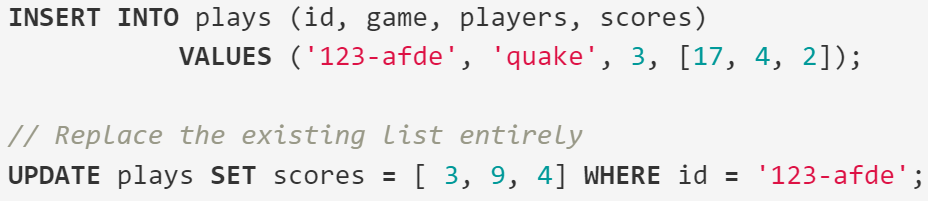 INSERT INTO plays (id, game, players, scores)
VALUES ('123-afde', 'quake', 3, [17, 4, 2]);
// Replace the existing list entirely
UPDATE plays SET scores = [ 3, 9, 4] WHERE id = '123-afde';